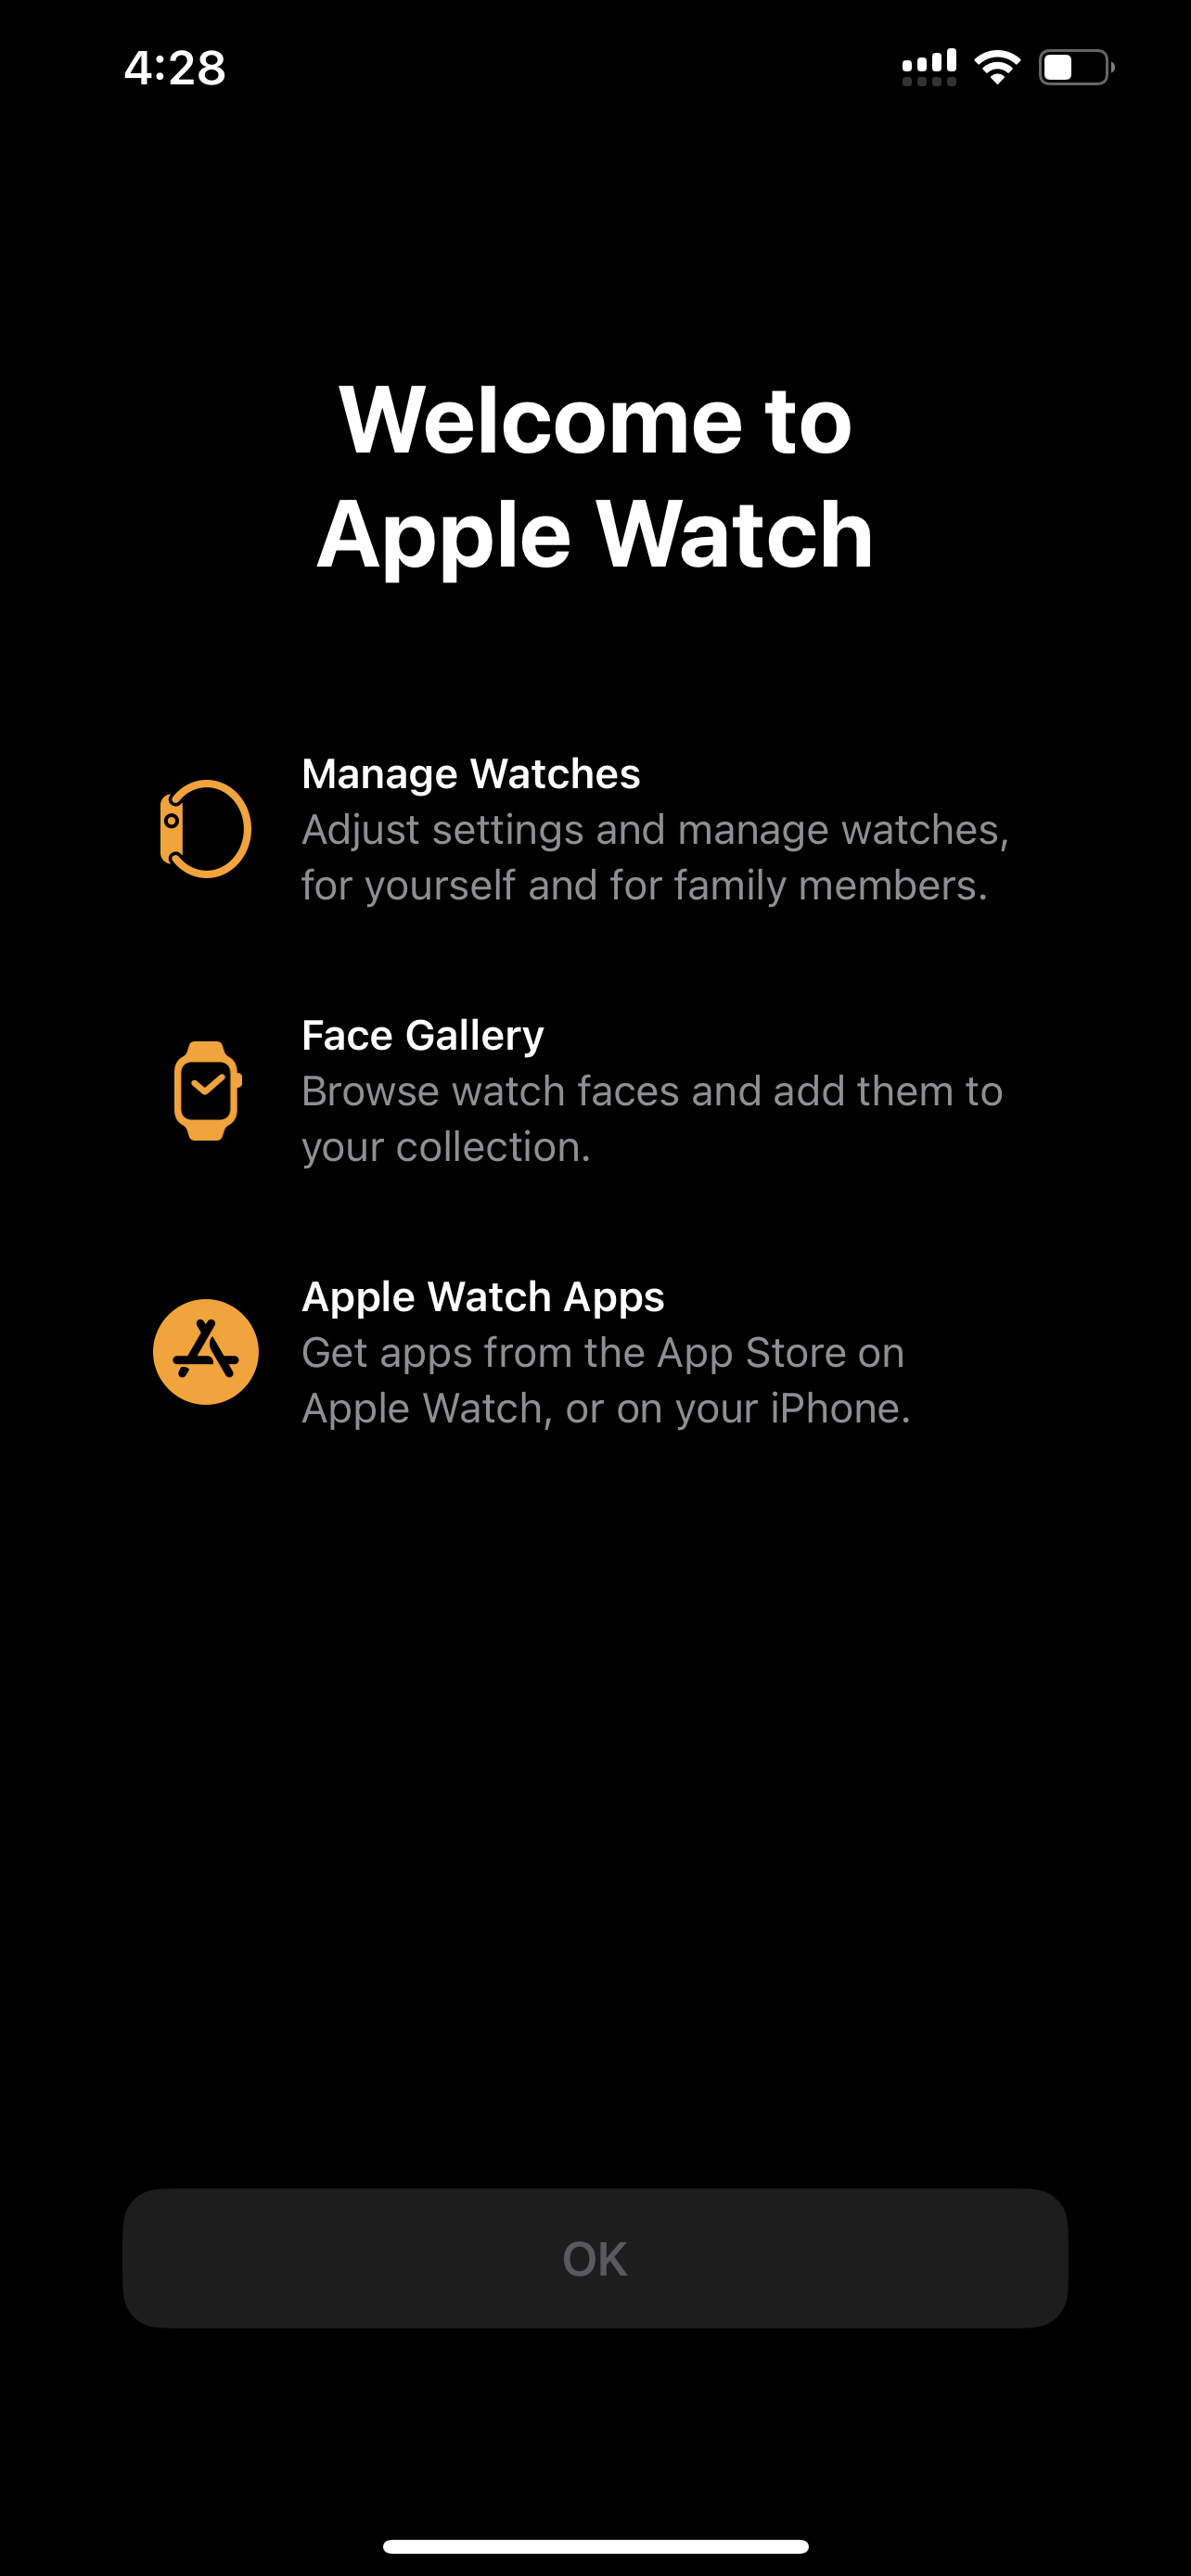 4:28
Welcome to
Apple Watch
Manage Watches
Adjust settings and manage watches,
for yourself and for family members.
Face Gallery
Browse watch faces and add them to
your collection.
Apple Watch Apps
Get apps from the App Store on
Apple Watch, or on your iPhone.
OK